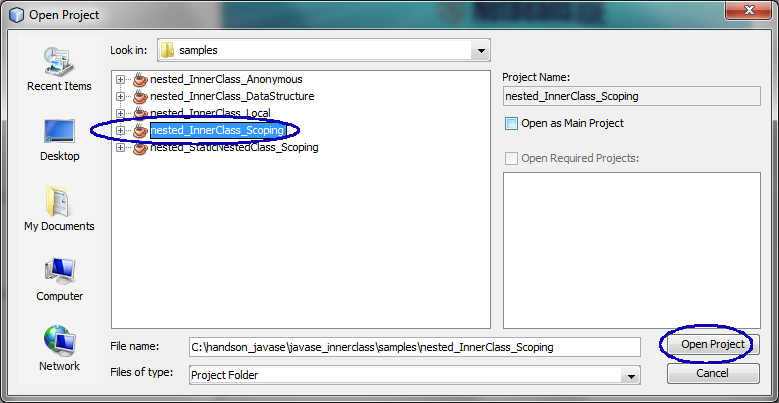 NetBeans IDE
Open Project
Look in:
samples
Recent Items
Desktop
My Documents
Computer
Network
nested_InnerClass_Anonymous
nested_InnerClass_DataStructure
nested_InnerClass_Local
nested_InnerClass_Scoping
nested_StaticNestedClass_Scoping
Project Name:
nested_InnerClass_Scoping
Open as Main Project
Open Required Projects:
File name:
C:\handson_javase\javase_innerclass\samples\nested_InnerClass_Scoping
Open Project
Files of type:
Project Folder
Cancel